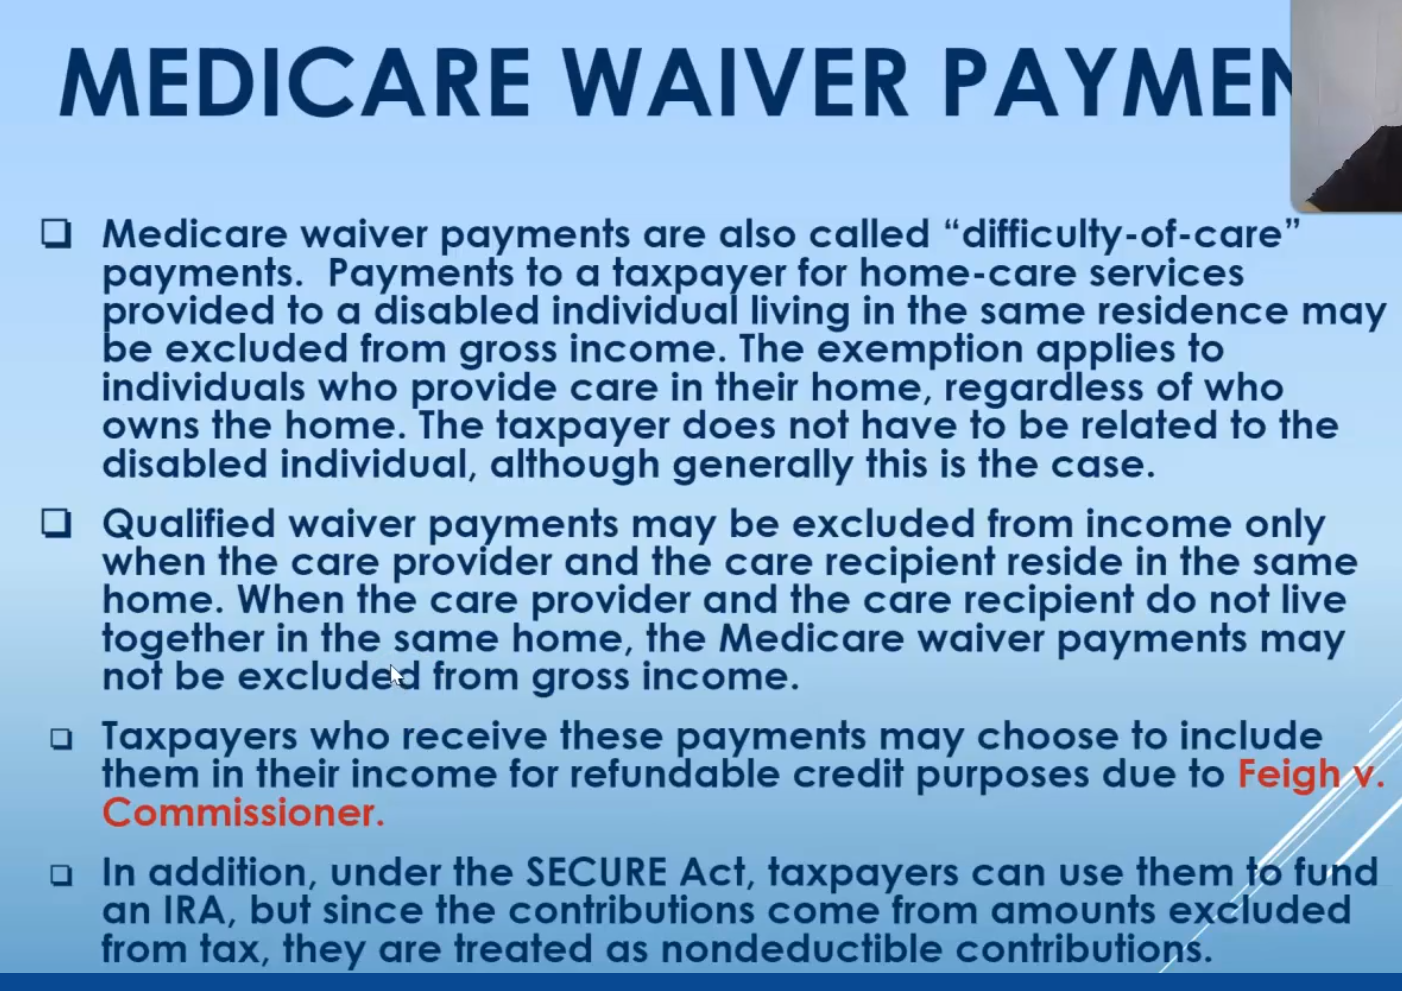 MEDICARE WAIVER PAYMEN
❑ Medicare waiver payments are also called “difficulty-of-care”
payments.  Payments to a taxpayer for home-care services
provided to a disabled individual living in the same residence may
be excluded from gross income. The exemption applies to
individuals who provide care in their home, regardless of who
owns the home. The taxpayer does not have to be related to the
disabled individual, although generally this is the case.
❑ Qualified waiver payments may be excluded from income only
when the care provider and the care recipient reside in the same
home. When the care provider and the care recipient do not live
together in the same home, the Medicare waiver payments may
not be excluded from gross income.
❑ Taxpayers who receive these payments may choose to include
them in their income for refundable credit purposes due to Feigh v.
Commissioner.
❑ In addition, under the SECURE Act, taxpayers can use them to fund
an IRA, but since the contributions come from amounts excluded
from tax, they are treated as nondeductible contributions.